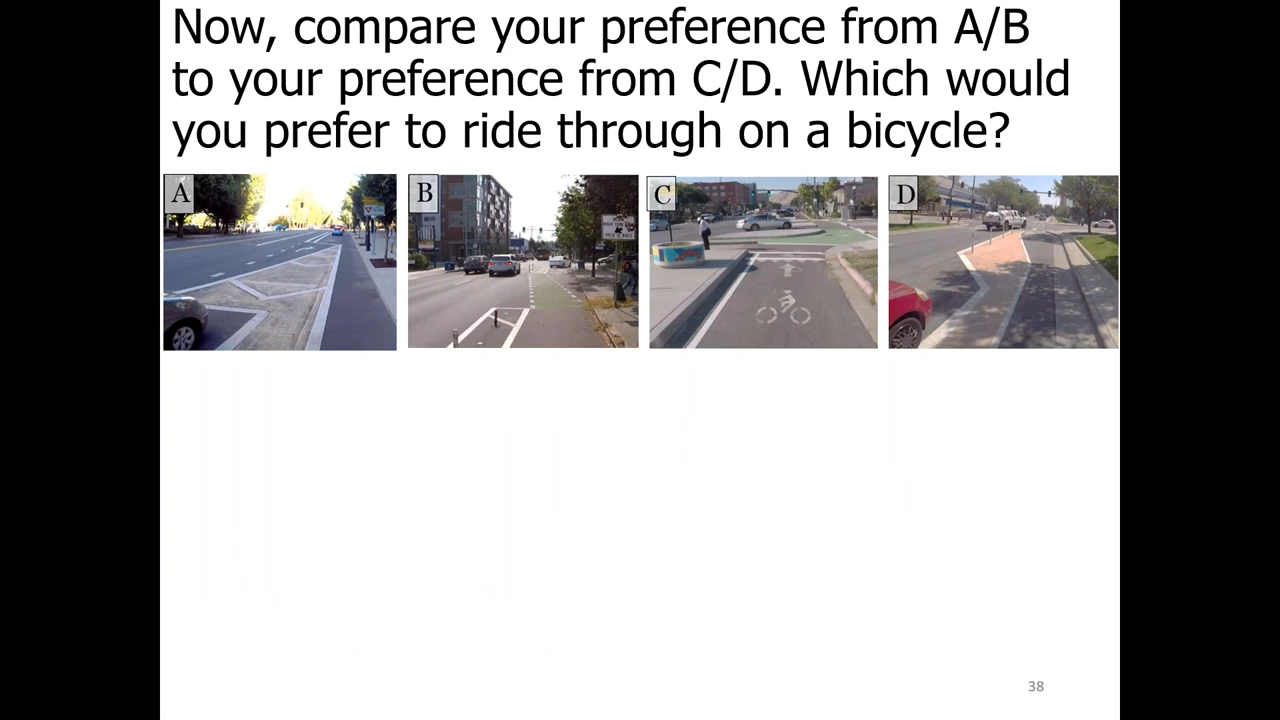 Now, compare your preference from A/B
to your preference from C/D. Which would
you prefer to ride through on a bicycle?
A
B
C
D
38